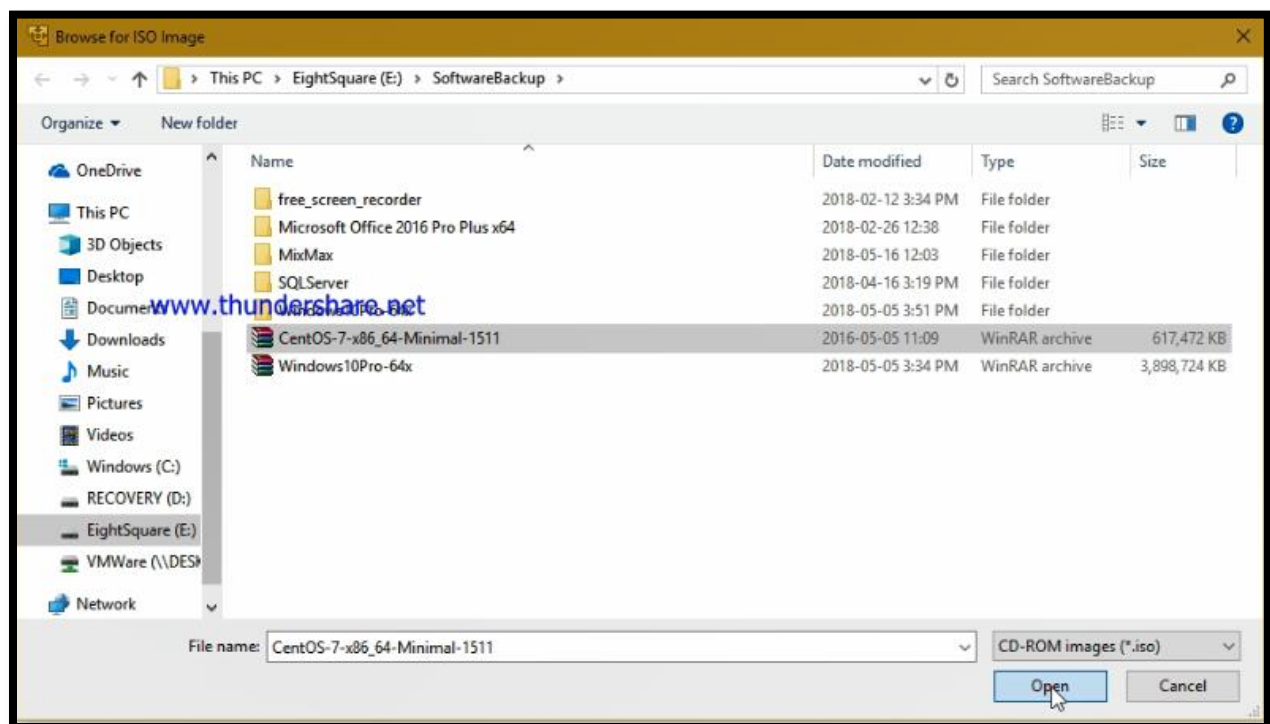 Browse for ISO Image
This PC > EightSquare (E:) > SoftwareBackup >
Search SoftwareBackup
Organize
New folder
Name Date modified Type Size
OneDrive
This PC
3D Objects
Desktop
Documents
Downloads
Music
Pictures
Videos
Windows (C:)
RECOVERY (D:)
EightSquare (E:)
VMWare (\\DESK
Network
free_screen_recorder 2018-02-12 3:34 PM File folder
Microsoft Office 2016 Pro Plus x64 2018-02-26 12:38 File folder
MixMax 2018-05-16 12:03 File folder
SQLServer 2018-04-16 3:19 PM File folder
www.thundershare.net
Windows10Pro-64x 2018-05-05 3:51 PM File folder
CentOS-7-x86_64-Minimal-1511 2016-05-05 11:09 WinRAR archive 617,472 KB
Windows10Pro-64x 2018-05-05 3:34 PM WinRAR archive 3,898,724 KB
File name: CentOS-7-x86_64-Minimal-1511 CD-ROM images (*.iso)
Open Cancel